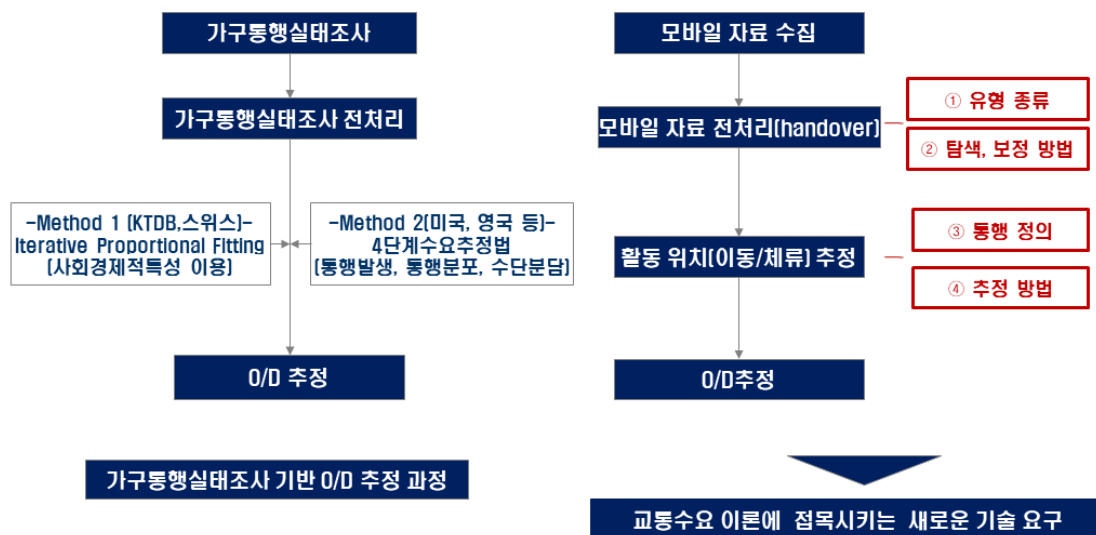 가구통행실태조사
가구통행실태조사 전처리
-Method 1 (KTDB,스위스)-
Iterative Proportional Fitting
(사회경제적특성 이용)
-Method 2(미국, 영국 등)-
4단계수요추정법
(통행발생, 통행분포, 수단분담)
O/D 추정
가구통행실태조사 기반 O/D 추정 과정
모바일 자료 수집
모바일 자료 전처리(handover)
① 유형 종류
② 탐색, 보정 방법
활동 위치(이동/체류) 추정
③ 통행 정의
④ 추정 방법
O/D추정
교통수요 이론에 접목시키는 새로운 기술 요구